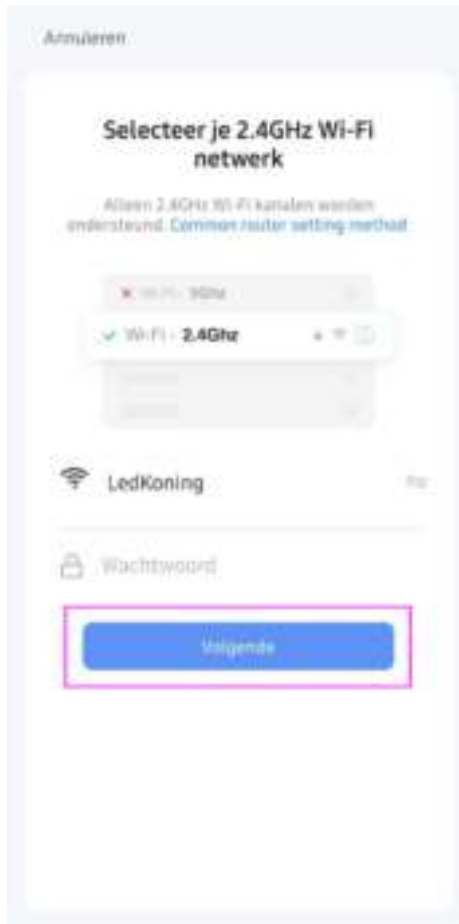 Annuleren
Selecteer je 2.4GHz Wi-Fi
netwerk
Alleen 2.4GHz Wi-Fi kanalen worden
ondersteund. Common router setting method
Wi-Fi - 5Ghz
Wi-Fi - 2.4Ghz
LedKoning
Wachtwoord
Volgende